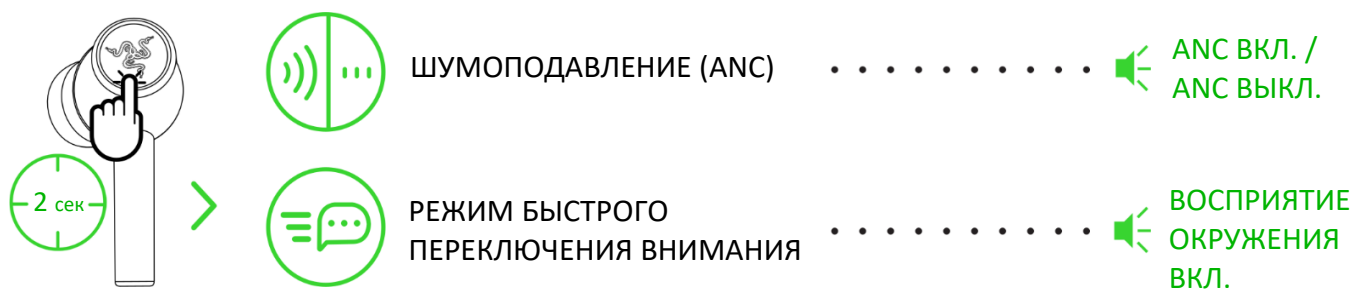 ШУМОПОДАВЛЕНИЕ (ANC)
ANC ВКЛ. /
ANC ВЫКЛ.
2 сек
РЕЖИМ БЫСТРОГО
ПЕРЕКЛЮЧЕНИЯ ВНИМАНИЯ
ВОСПРИЯТИЕ
ОКРУЖЕНИЯ
ВКЛ.